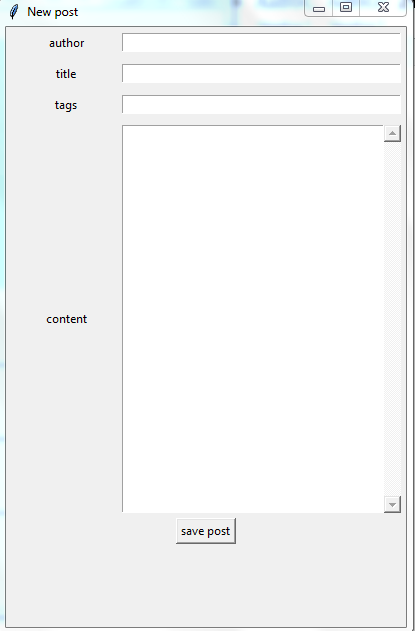 New post
author
title
tags
content
save post